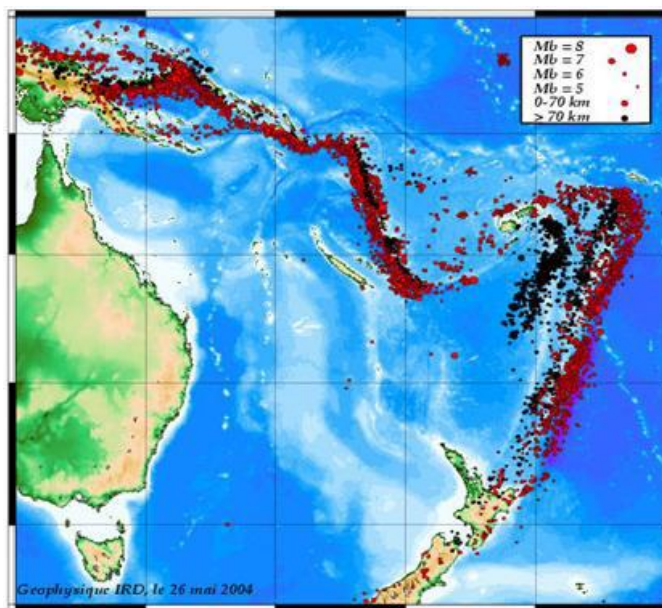 Mb = 8
Mb = 7
Mb = 6
Mb = 5
0-70 km
> 70 km
Geophysique IRD, le 26 mai 2004